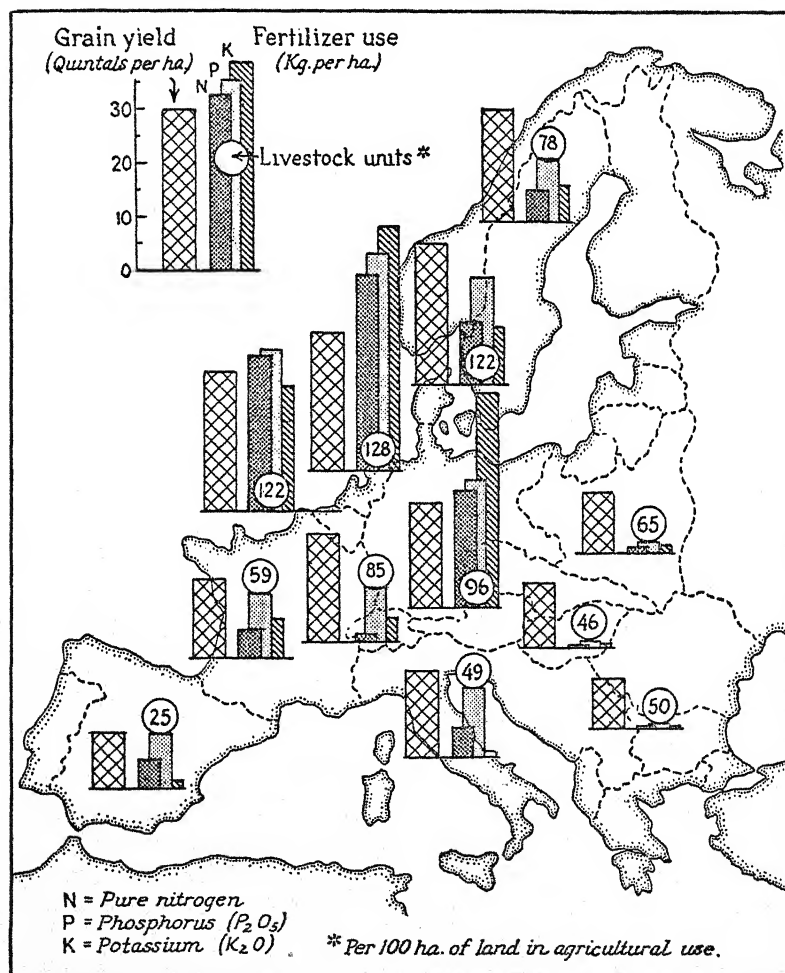 Grain yield
(Quintals per ha.)
Fertilizer use
(Kg. per ha.)
N P K
30
20
10
0
Livestock units*
78
122
128
122
96
65
59
85
46
49
50
25
N = Pure nitrogen
P = Phosphorus (P₂O₅)
K = Potassium (K₂O)
*Per 100 ha. of land in agricultural use.